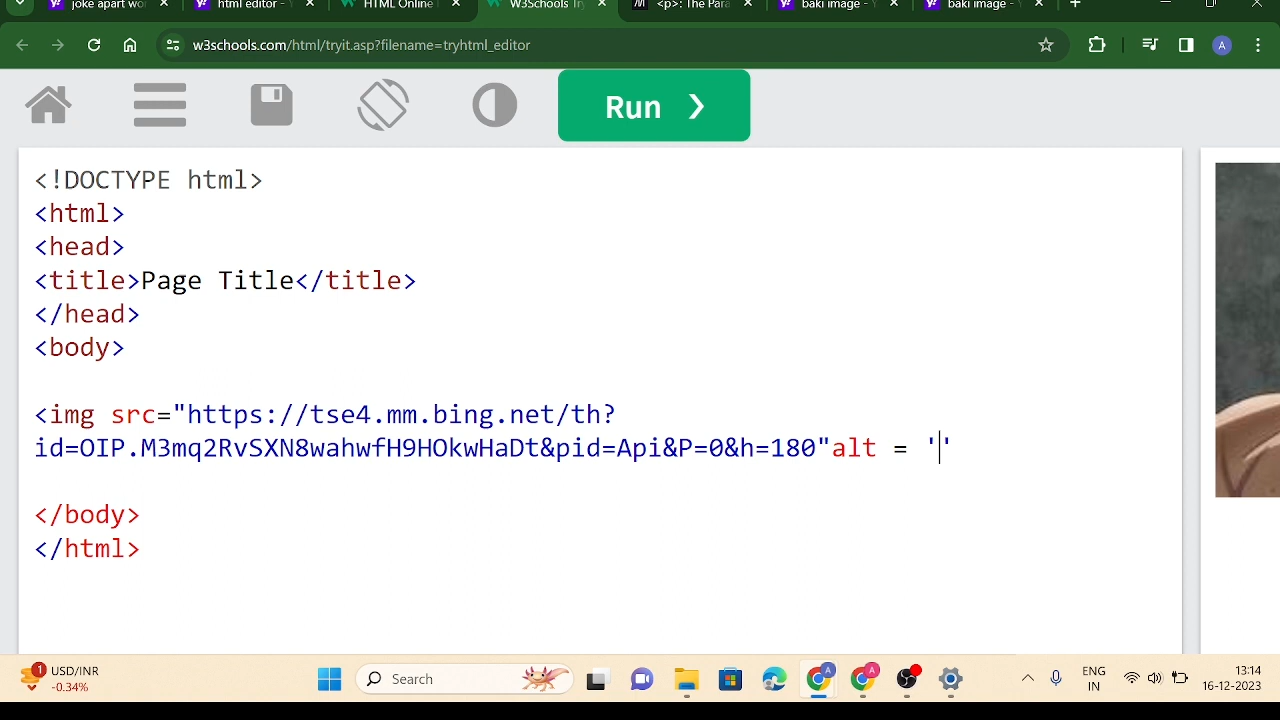 joke apart wo
html editor - Y
HTML Online
W3Schools Try
<p>: The Para
baki image - Y
baki image - Y
w3schools.com/html/tryit.asp?filename=tryhtml_editor
A
Run ❯
<!DOCTYPE html>
<html>
<head>
<title>Page Title</title>
</head>
<body>
<img src="https://tse4.mm.bing.net/th?
id=OIP.M3mq2RvSXN8wahwfH9HOkwHaDt&pid=Api&P=0&h=180"alt = ''
</body>
</html>
1
USD/INR
-0.34%
Search
A
A
ENG
IN
13:14
16-12-2023